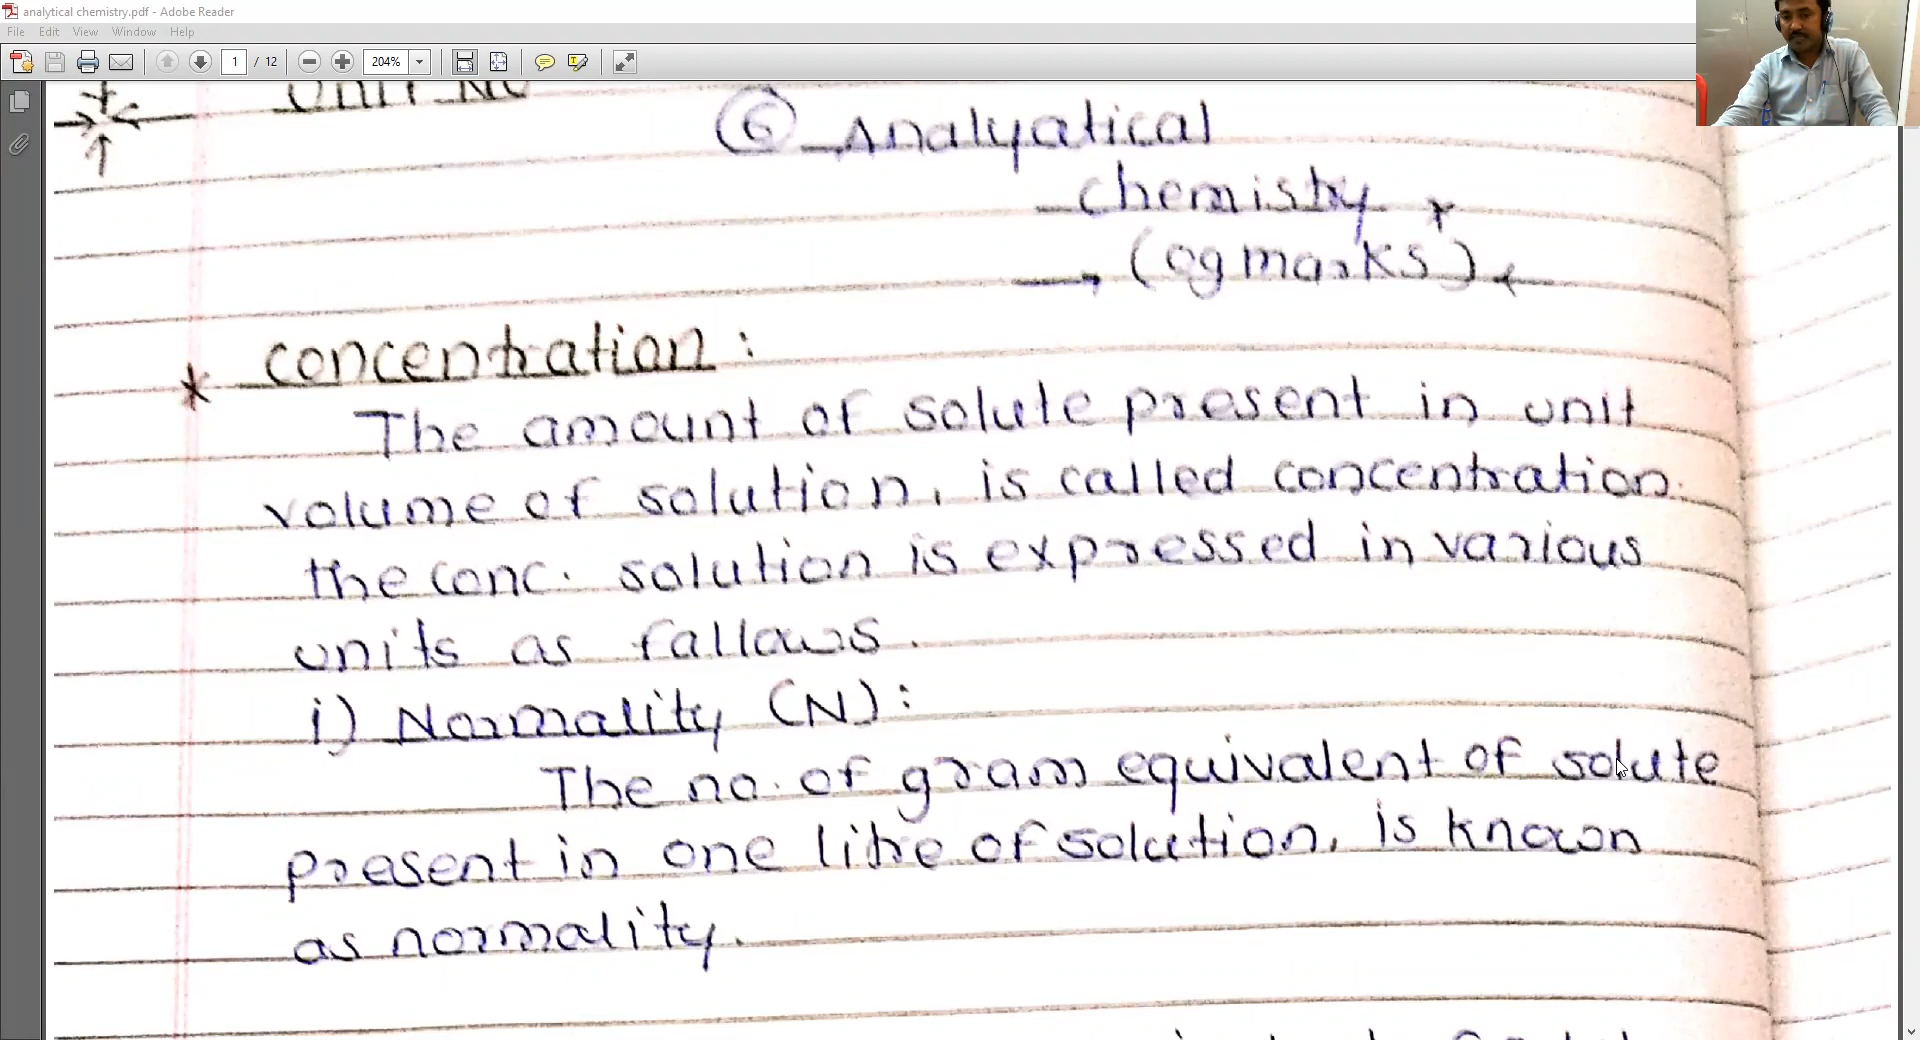 analytical chemistry.pdf - Adobe Reader
File Edit View Window Help
1 / 12 204%
Unit No
6 Analyatical
chemistry
(09 marks)
concentration :
The amount of solute present in unit
volume of solution, is called concentration.
the conc. solution is expressed in various
units as fallows.
i) Normality (N) :
The no. of gram equivalent of solute
present in one litre of solution, is known
as normality.